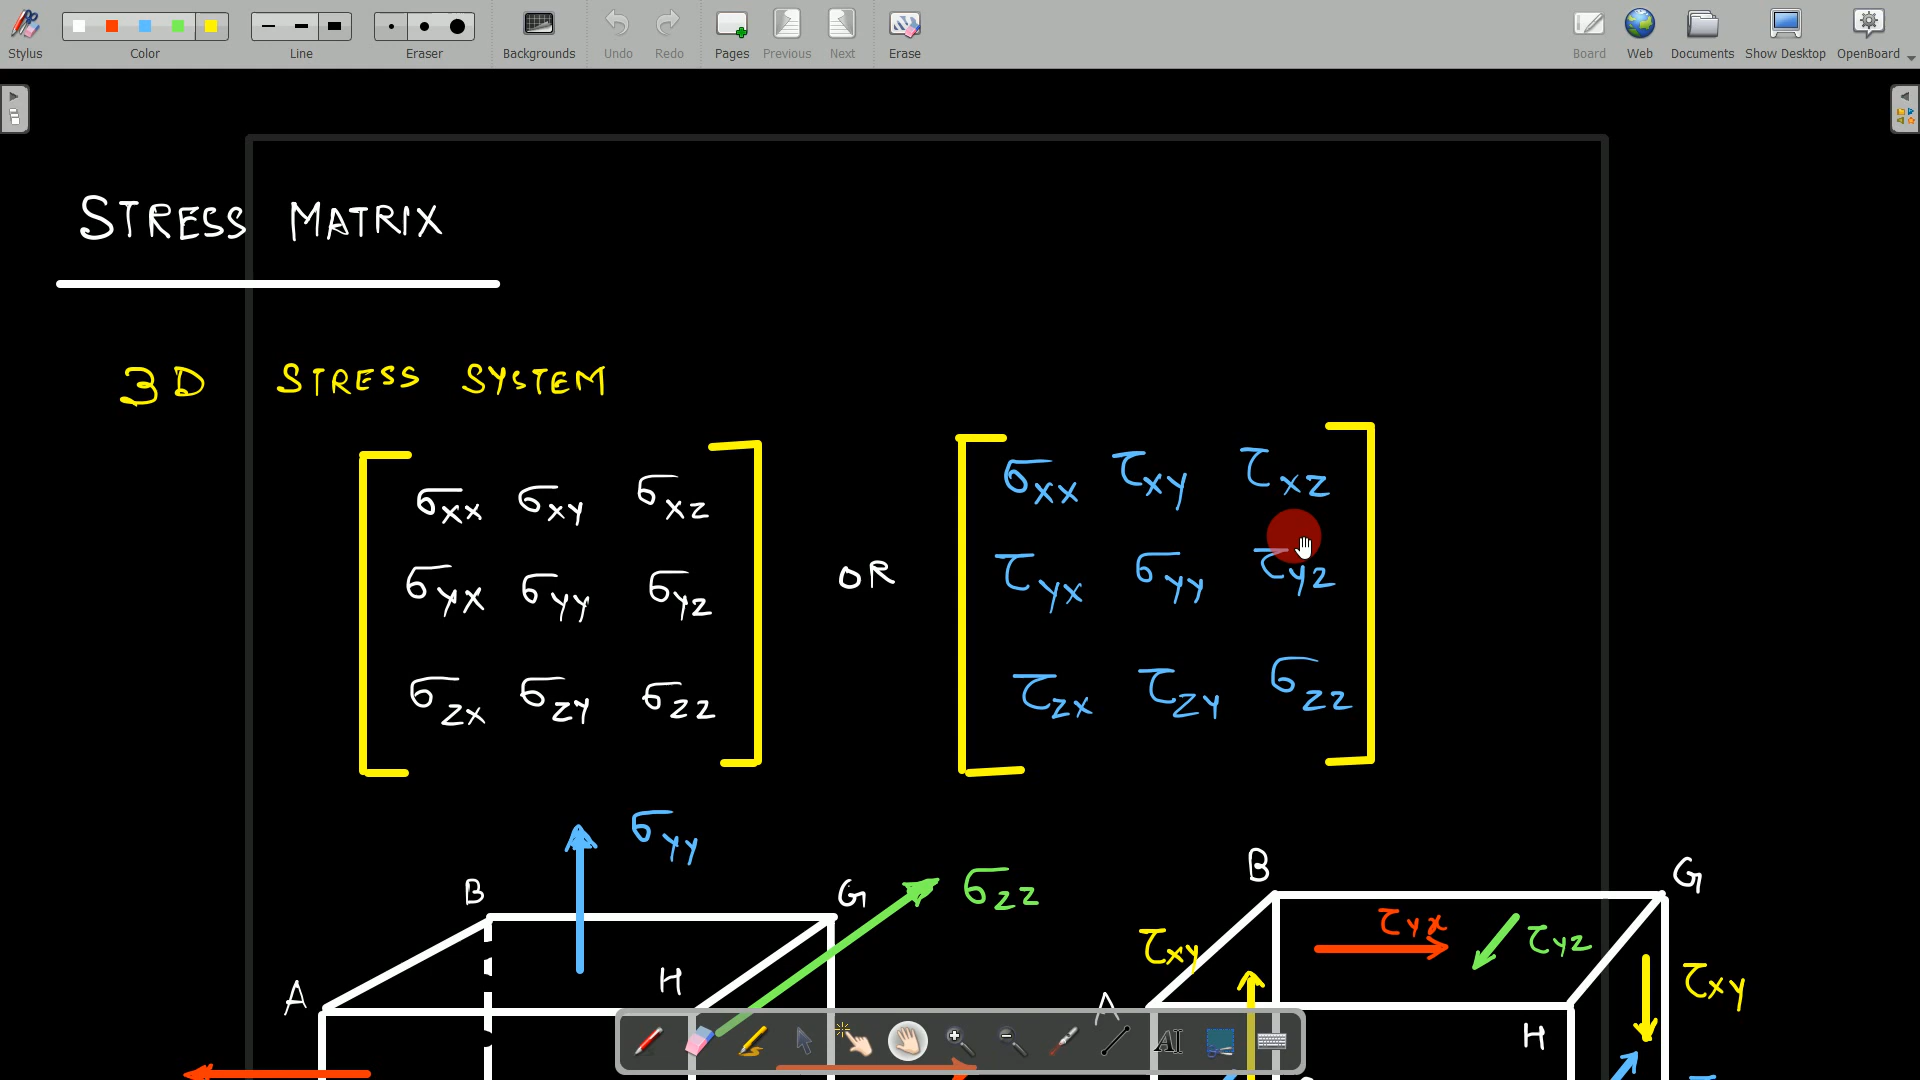 Stylus Color Line Eraser Backgrounds Undo Redo Pages Previous Next Erase Board Web Documents Show Desktop OpenBoard
STRESS MATRIX
3D STRESS SYSTEM
σxx σxy σxz
σyx σyy σyz
σzx σzy σzz
OR
σxx τxy τxz
τyx σyy τyz
τzx τzy σzz
σyy
B G σzz
A H
B G
τyx τyz
τxy τxy
A H